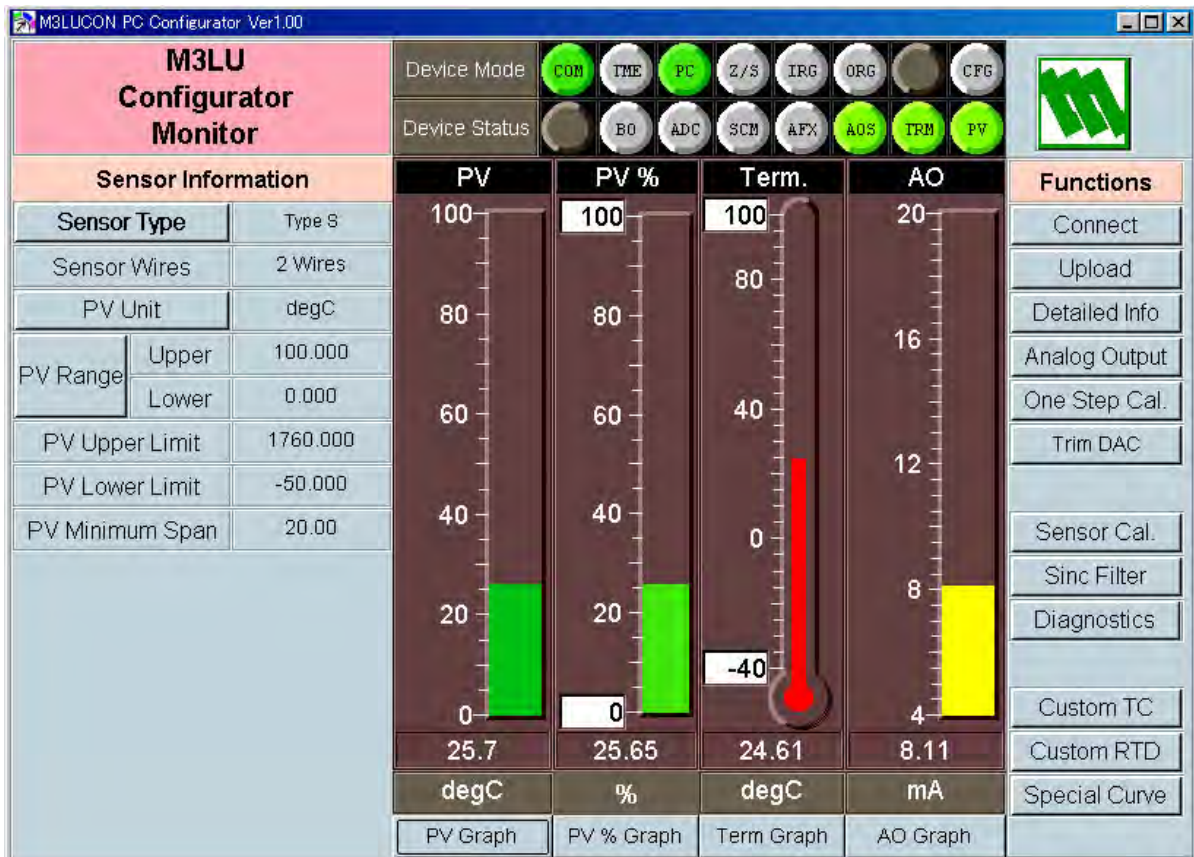 M3LUCON PC Configurator Ver1.00
M3LU
Configurator
Monitor
Device Mode COM TME PC Z/S IRG ORG CFG
Device Status BO ADC SCM AFX AOS TRM PV
Sensor Information
Sensor Type Type S
Sensor Wires 2 Wires
PV Unit degC
PV Range Upper 100.000
Lower 0.000
PV Upper Limit 1760.000
PV Lower Limit -50.000
PV Minimum Span 20.00
PV
100
80
60
40
20
0
25.7
degC
PV Graph
PV %
100
80
60
40
20
0
25.65
%
PV % Graph
Term.
100
80
40
0
-40
24.61
degC
Term Graph
AO
20
16
12
8
4
8.11
mA
AO Graph
Functions
Connect
Upload
Detailed Info
Analog Output
One Step Cal.
Trim DAC
Sensor Cal.
Sinc Filter
Diagnostics
Custom TC
Custom RTD
Special Curve